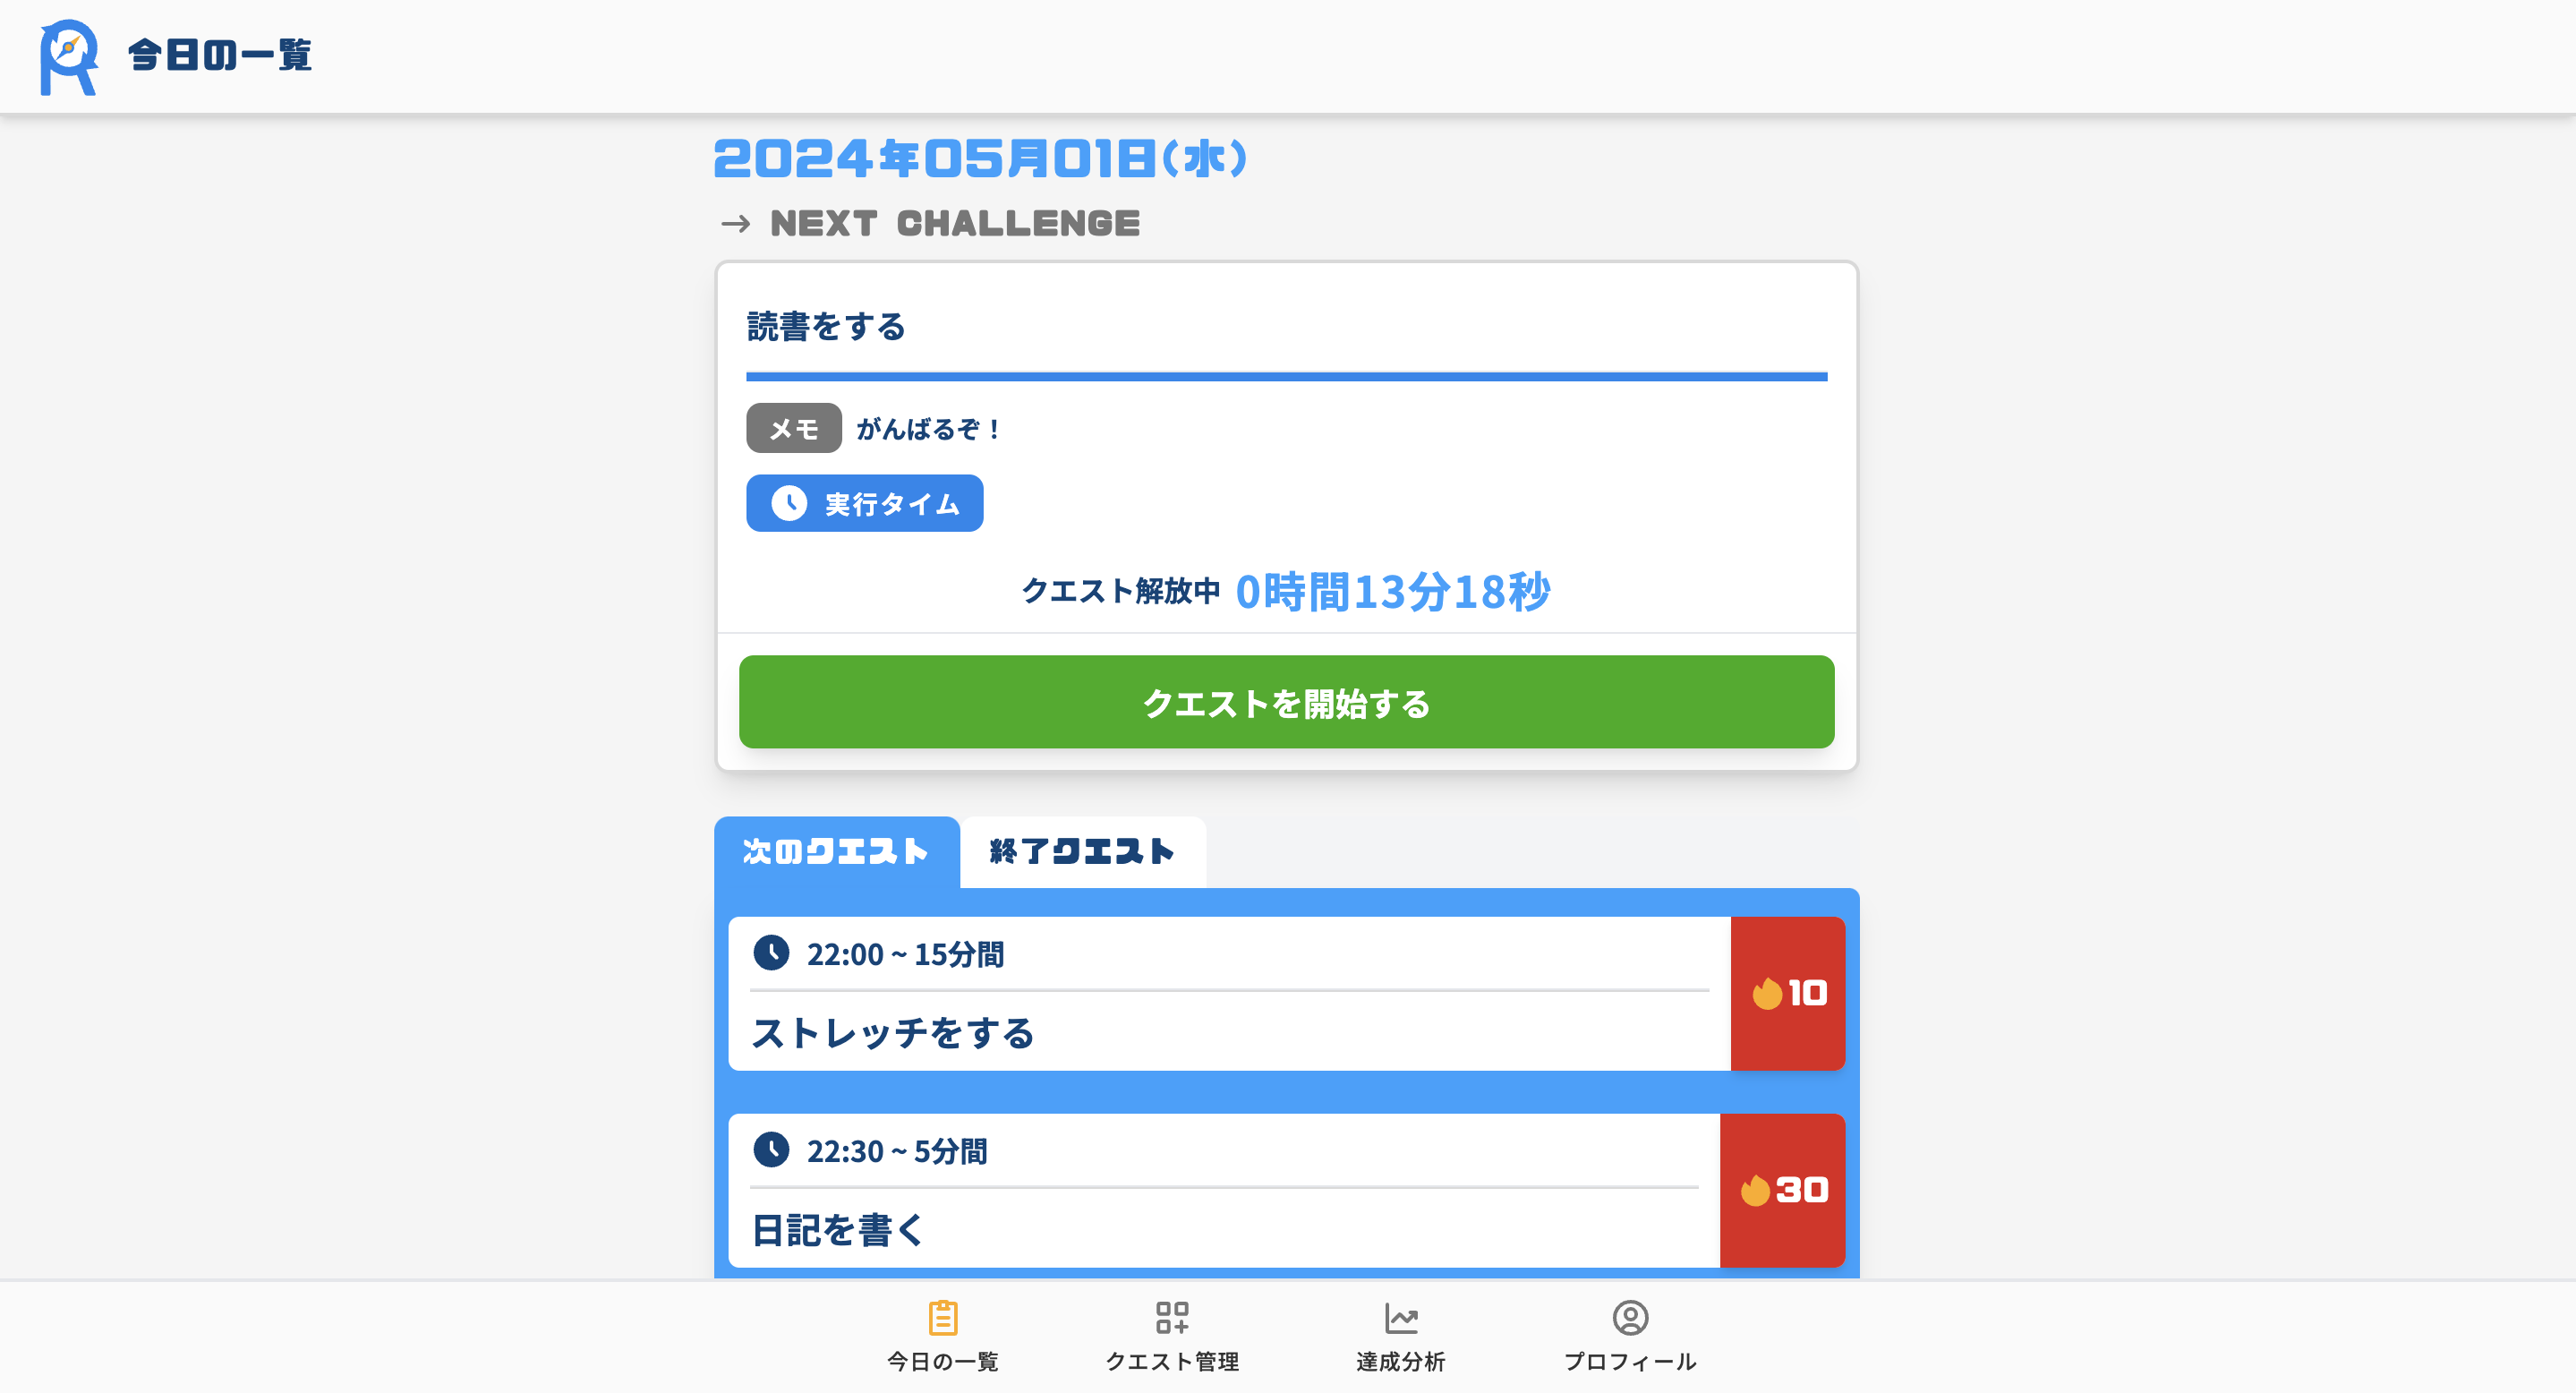 今日の一覧
2024年05月01日(水)
→ NEXT CHALLENGE
読書をする
メモ がんばるぞ！
実行タイム
クエスト解放中 0時間13分18秒
クエストを開始する
次のクエスト 終了クエスト
22:00 ~ 15分間
10
ストレッチをする
22:30 ~ 5分間
30
日記を書く
今日の一覧 クエスト管理 達成分析 プロフィール